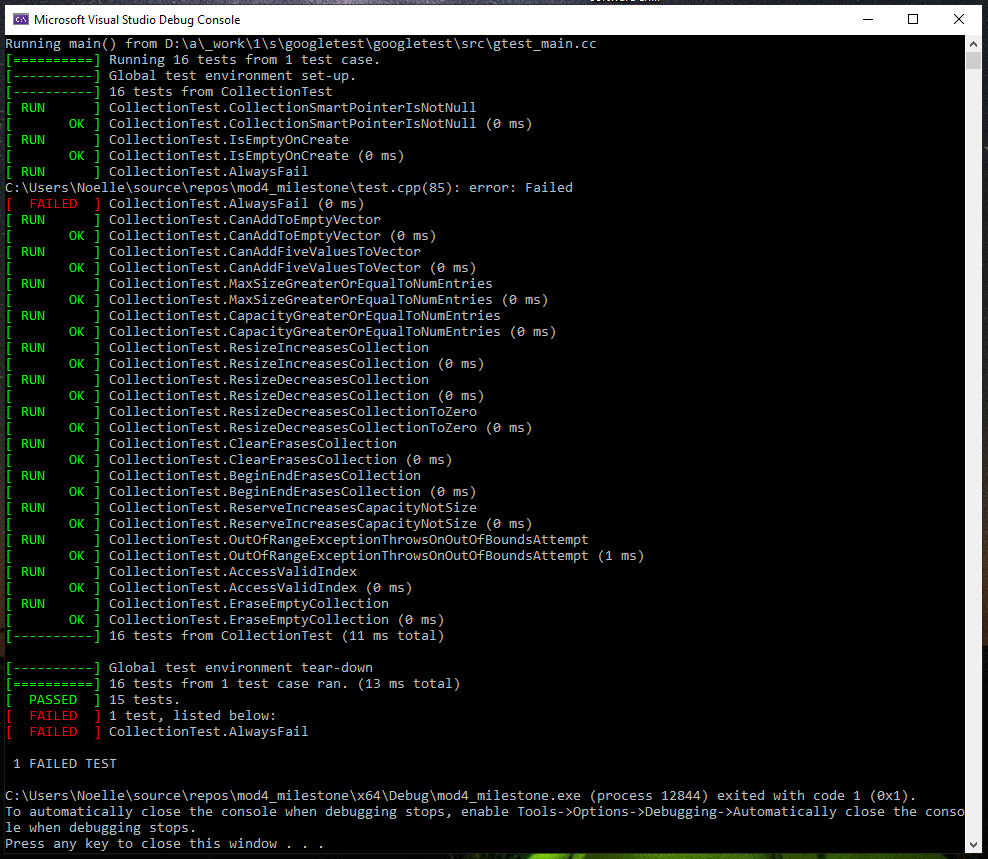 Microsoft Visual Studio Debug Console
Running main() from D:\a\_work\1\s\googletest\googletest\src\gtest_main.cc
[==========] Running 16 tests from 1 test case.
[----------] Global test environment set-up.
[----------] 16 tests from CollectionTest
[ RUN      ] CollectionTest.CollectionSmartPointerIsNotNull
[       OK ] CollectionTest.CollectionSmartPointerIsNotNull (0 ms)
[ RUN      ] CollectionTest.IsEmptyOnCreate
[       OK ] CollectionTest.IsEmptyOnCreate (0 ms)
[ RUN      ] CollectionTest.AlwaysFail
C:\Users\Noelle\source\repos\mod4_milestone\test.cpp(85): error: Failed
[  FAILED  ] CollectionTest.AlwaysFail (0 ms)
[ RUN      ] CollectionTest.CanAddToEmptyVector
[       OK ] CollectionTest.CanAddToEmptyVector (0 ms)
[ RUN      ] CollectionTest.CanAddFiveValuesToVector
[       OK ] CollectionTest.CanAddFiveValuesToVector (0 ms)
[ RUN      ] CollectionTest.MaxSizeGreaterOrEqualToNumEntries
[       OK ] CollectionTest.MaxSizeGreaterOrEqualToNumEntries (0 ms)
[ RUN      ] CollectionTest.CapacityGreaterOrEqualToNumEntries
[       OK ] CollectionTest.CapacityGreaterOrEqualToNumEntries (0 ms)
[ RUN      ] CollectionTest.ResizeIncreasesCollection
[       OK ] CollectionTest.ResizeIncreasesCollection (0 ms)
[ RUN      ] CollectionTest.ResizeDecreasesCollection
[       OK ] CollectionTest.ResizeDecreasesCollection (0 ms)
[ RUN      ] CollectionTest.ResizeDecreasesCollectionToZero
[       OK ] CollectionTest.ResizeDecreasesCollectionToZero (0 ms)
[ RUN      ] CollectionTest.ClearErasesCollection
[       OK ] CollectionTest.ClearErasesCollection (0 ms)
[ RUN      ] CollectionTest.BeginEndErasesCollection
[       OK ] CollectionTest.BeginEndErasesCollection (0 ms)
[ RUN      ] CollectionTest.ReserveIncreasesCapacityNotSize
[       OK ] CollectionTest.ReserveIncreasesCapacityNotSize (0 ms)
[ RUN      ] CollectionTest.OutOfRangeExceptionThrowsOnOutOfBoundsAttempt
[       OK ] CollectionTest.OutOfRangeExceptionThrowsOnOutOfBoundsAttempt (1 ms)
[ RUN      ] CollectionTest.AccessValidIndex
[       OK ] CollectionTest.AccessValidIndex (0 ms)
[ RUN      ] CollectionTest.EraseEmptyCollection
[       OK ] CollectionTest.EraseEmptyCollection (0 ms)
[----------] 16 tests from CollectionTest (11 ms total)
[----------] Global test environment tear-down
[==========] 16 tests from 1 test case ran. (13 ms total)
[  PASSED  ] 15 tests.
[  FAILED  ] 1 test, listed below:
[  FAILED  ] CollectionTest.AlwaysFail
1 FAILED TEST
C:\Users\Noelle\source\repos\mod4_milestone\x64\Debug\mod4_milestone.exe (process 12844) exited with code 1 (0x1).
To automatically close the console when debugging stops, enable Tools->Options->Debugging->Automatically close the conso
le when debugging stops.
Press any key to close this window . . .